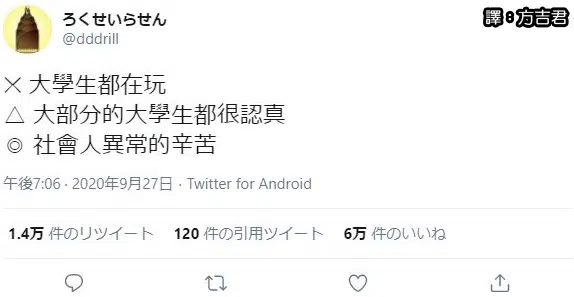 ろくせいらせん
譯:方吉君
@dddrill
× 大學生都在玩
△ 大部分的大學生都很認真
◎ 社會人異常的辛苦
午後7:06 · 2020年9月27日 · Twitter for Android
1.4万 件のリツイート 120 件の引用ツイート 6万 件のいいね